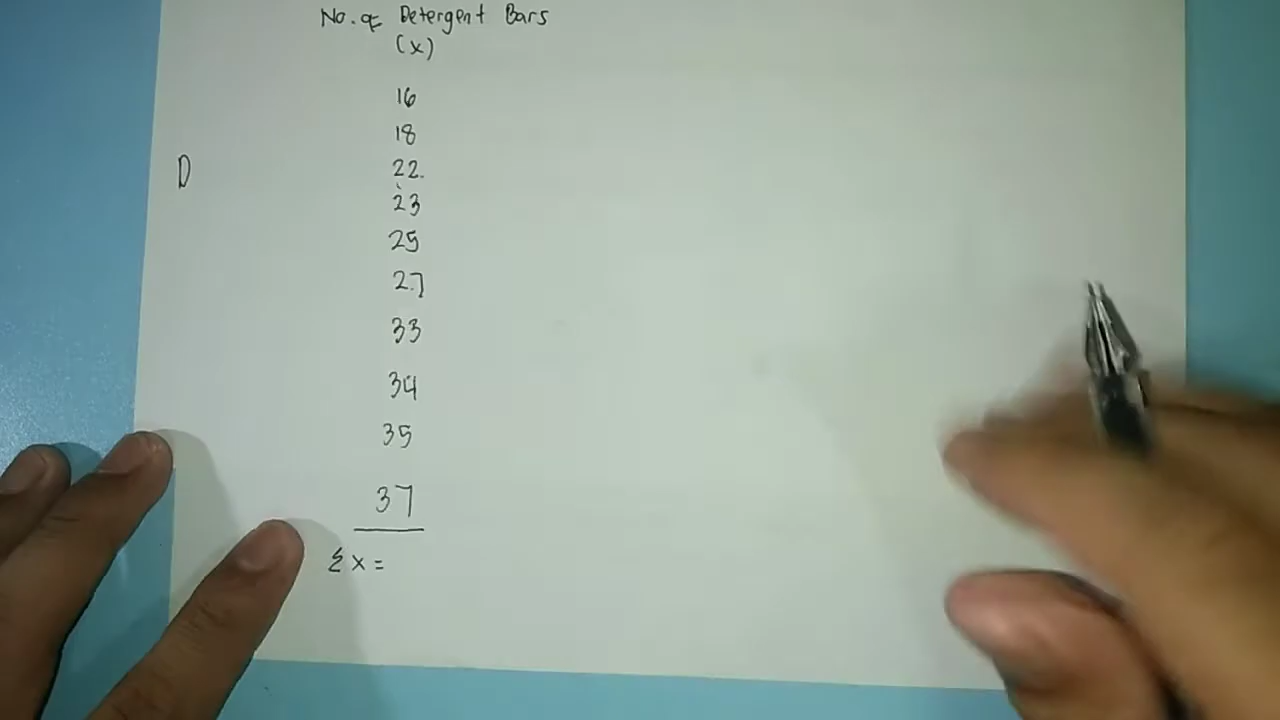 No. of Detergent Bars
(x)
16
18
D
22.
23
25
27
33
34
35
37
Σx =